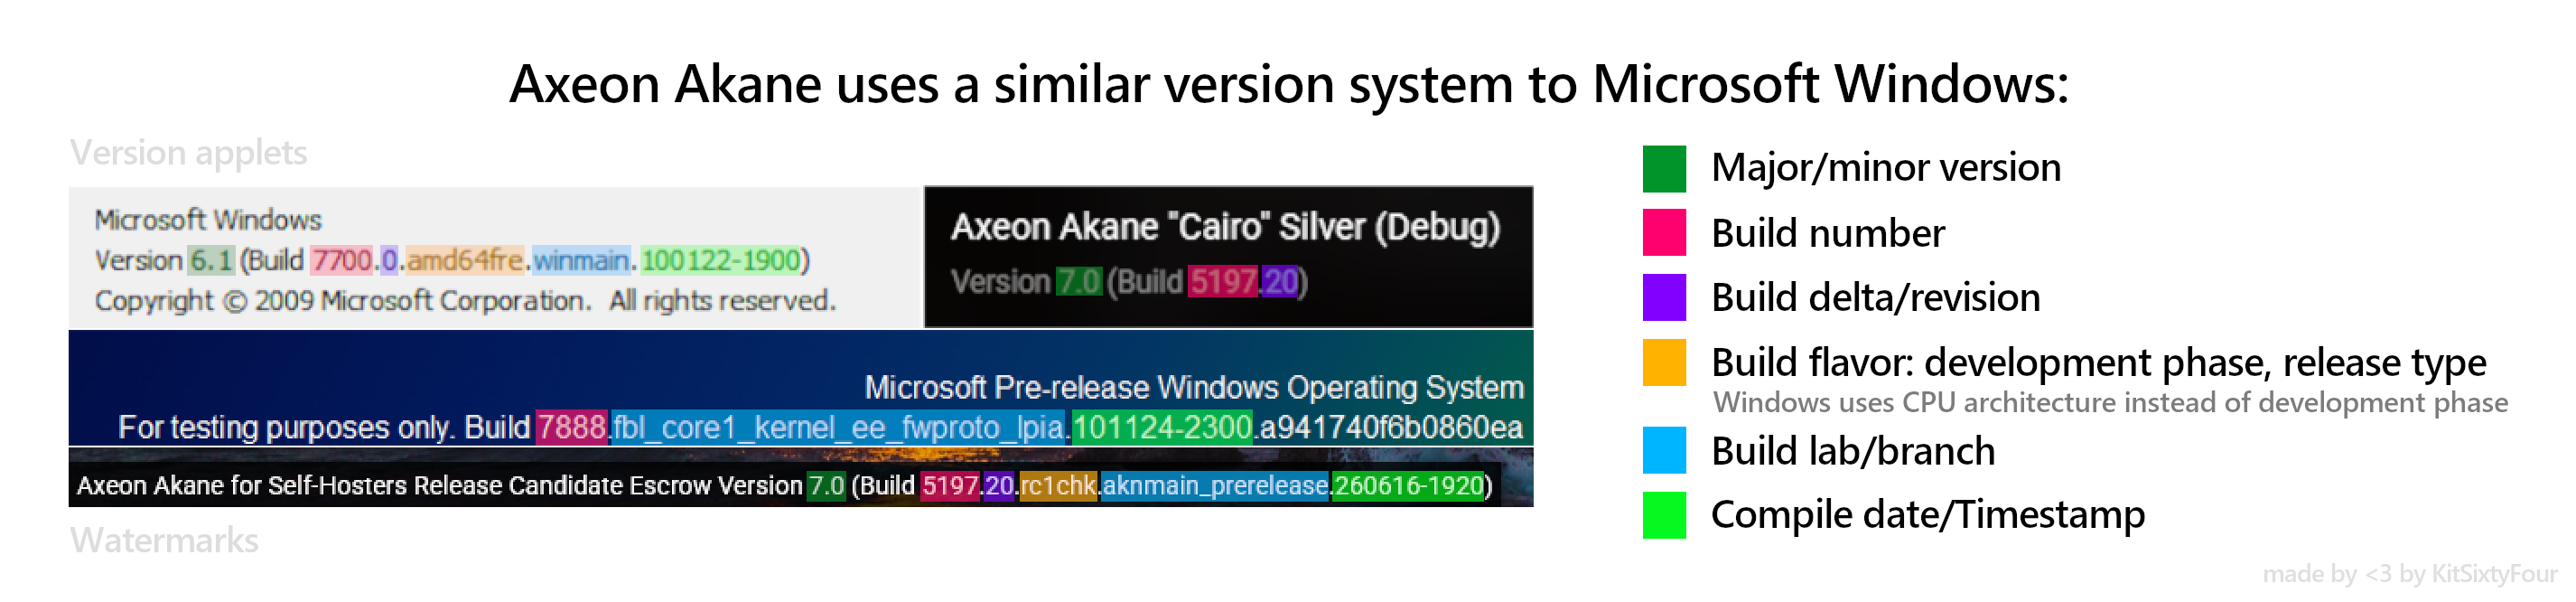 Axeon Akane uses a similar version system to Microsoft Windows:
Version applets
Microsoft Windows
Version 6.1 (Build 7700.0.amd64fre.winmain.100122-1900)
Copyright © 2009 Microsoft Corporation. All rights reserved.
Axeon Akane "Cairo" Silver (Debug)
Version 7.0 (Build 5197.20)
Microsoft Pre-release Windows Operating System
For testing purposes only. Build 7888.fbl_core1_kernel_ee_fwproto_lpia.101124-2300.a941740f6b0860ea
Axeon Akane for Self-Hosters Release Candidate Escrow Version 7.0 (Build 5197.20.rc1chk.aknmain_prerelease.260616-1920)
Watermarks
Major/minor version
Build number
Build delta/revision
Build flavor: development phase, release type
Windows uses CPU architecture instead of development phase
Build lab/branch
Compile date/Timestamp
made by <3 by KitSixtyFour